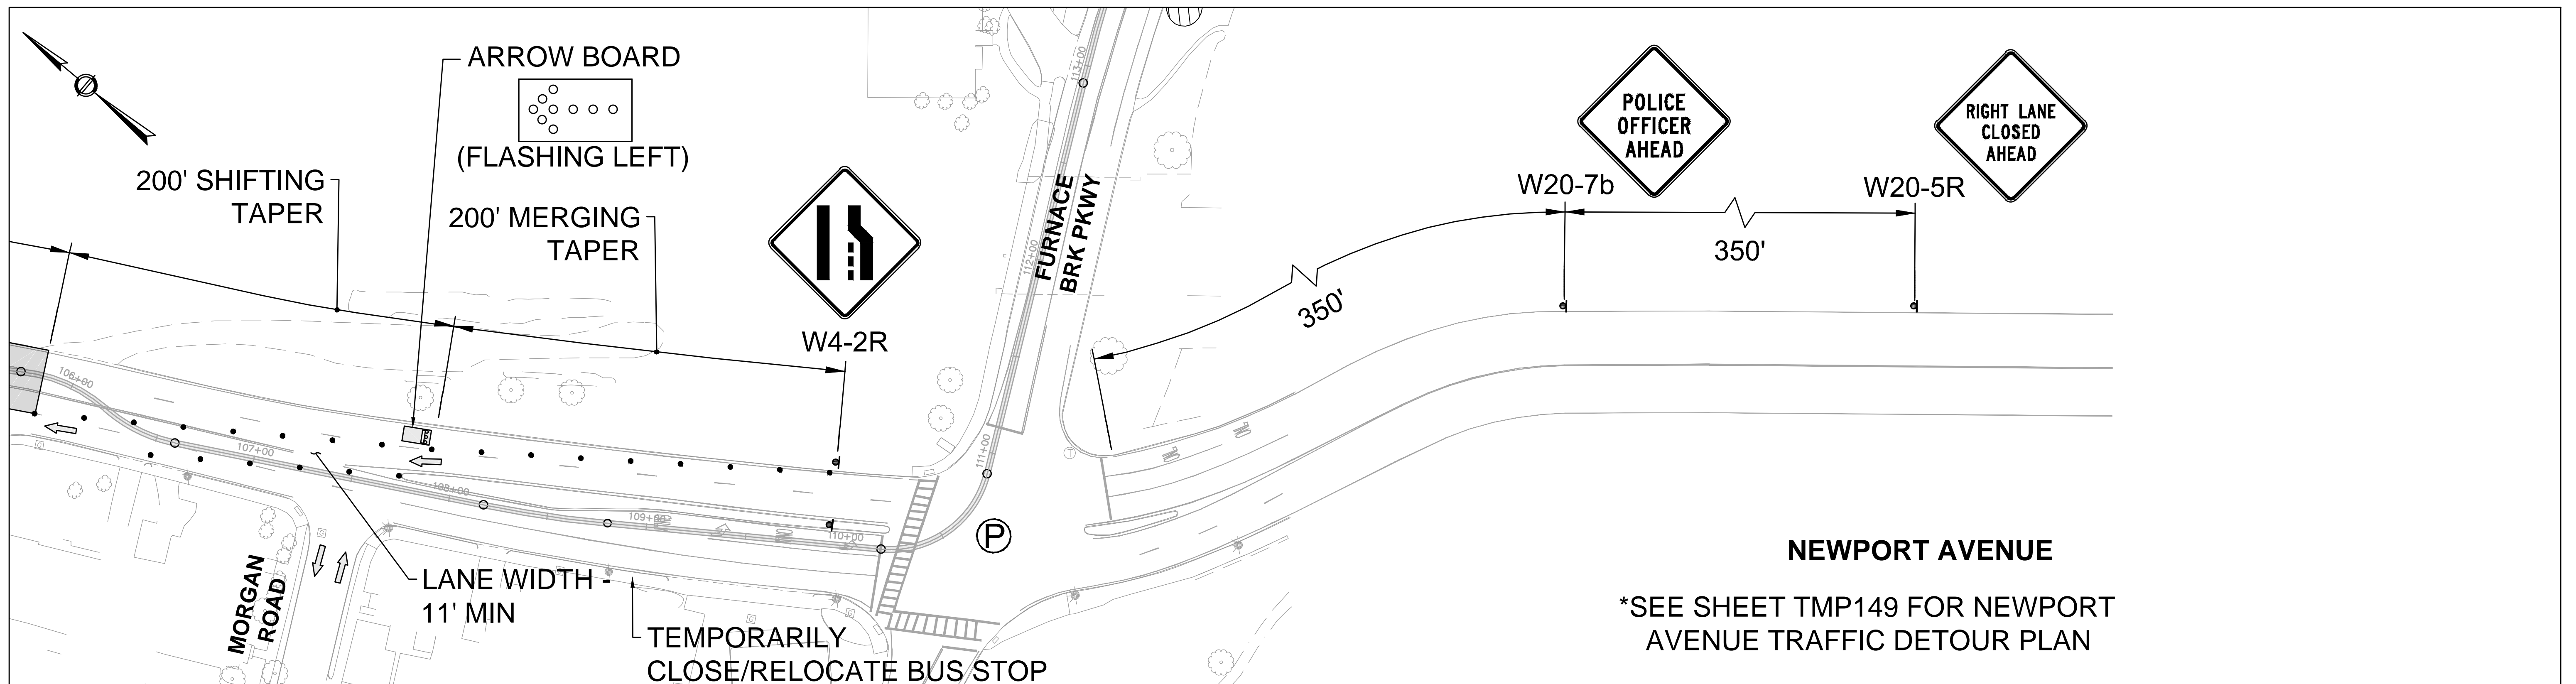 ARROW BOARD
(FLASHING LEFT)
200' SHIFTING
TAPER
200' MERGING
TAPER
W4-2R
FURNACE
BRK PKWY
POLICE
OFFICER
AHEAD
W20-7b
RIGHT LANE
CLOSED
AHEAD
W20-5R
350'
350'
106+00
107+00
108+00
109+00
110+00
111+00
112+00
113+00
P
MORGAN
ROAD
LANE WIDTH -
11' MIN
TEMPORARILY
CLOSE/RELOCATE BUS STOP
NEWPORT AVENUE
*SEE SHEET TMP149 FOR NEWPORT
AVENUE TRAFFIC DETOUR PLAN